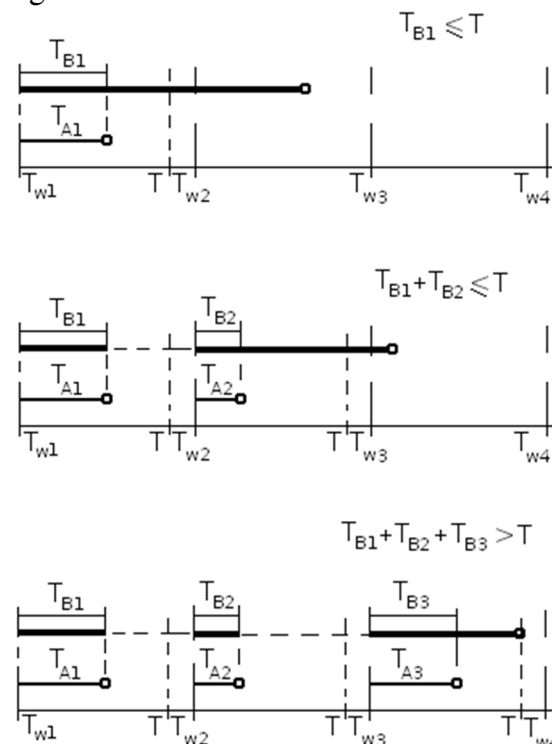 T_B1 ⩽ T
T_B1
T_A1
T_w1 T T_w2 T_w3 T_w4
T_B1+T_B2 ⩽ T
T_B1 T_B2
T_A1 T_A2
T_w1 T T_w2 T T_w3 T_w4
T_B1+T_B2+T_B3 > T
T_B1 T_B2 T_B3
T_A1 T_A2 T_A3
T_w1 T T_w2 T T_w3 T